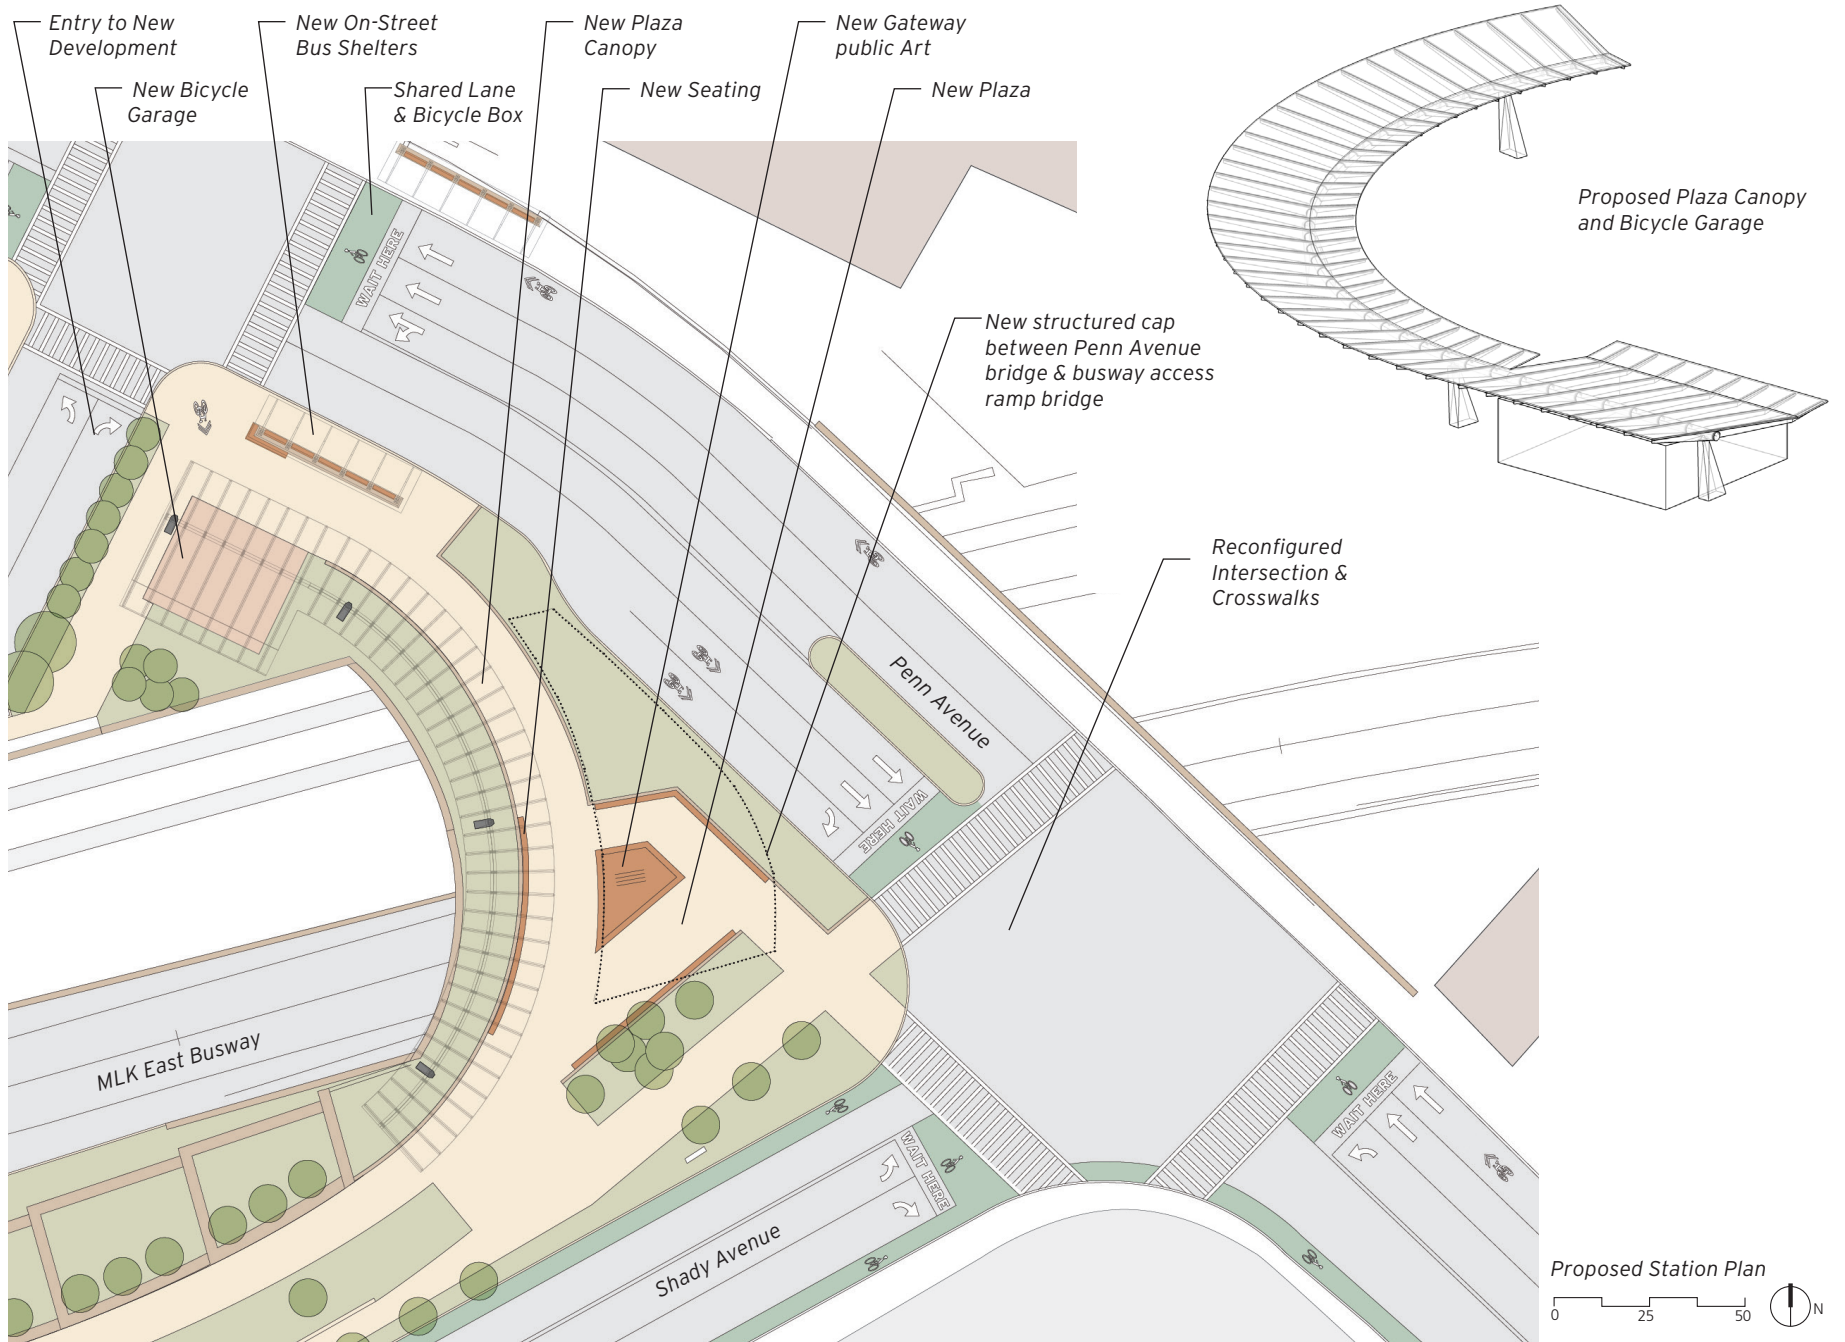 Entry to New
Development
New On-Street
Bus Shelters
New Plaza
Canopy
New Gateway
public Art
New Bicycle
Garage
Shared Lane
& Bicycle Box
New Seating
New Plaza
Proposed Plaza Canopy
and Bicycle Garage
WAIT HERE
New structured cap
between Penn Avenue
bridge & busway access
ramp bridge
Reconfigured
Intersection &
Crosswalks
Penn Avenue
WAIT HERE
MLK East Busway
WAIT HERE
WAIT HERE
Shady Avenue
Proposed Station Plan
0 25 50
N